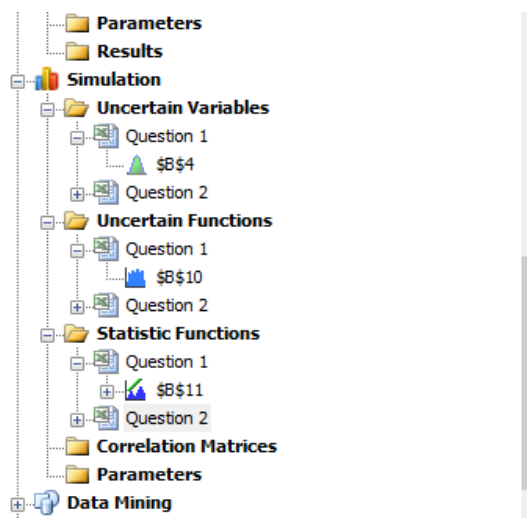 Parameters
Results
Simulation
Uncertain Variables
Question 1
$B$4
Question 2
Uncertain Functions
Question 1
$B$10
Question 2
Statistic Functions
Question 1
$B$11
Question 2
Correlation Matrices
Parameters
Data Mining